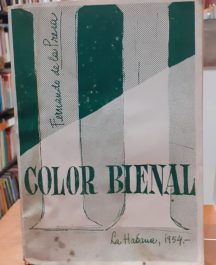 Fernando de la Presa
COLOR BIENAL
La Habana, 1954.-